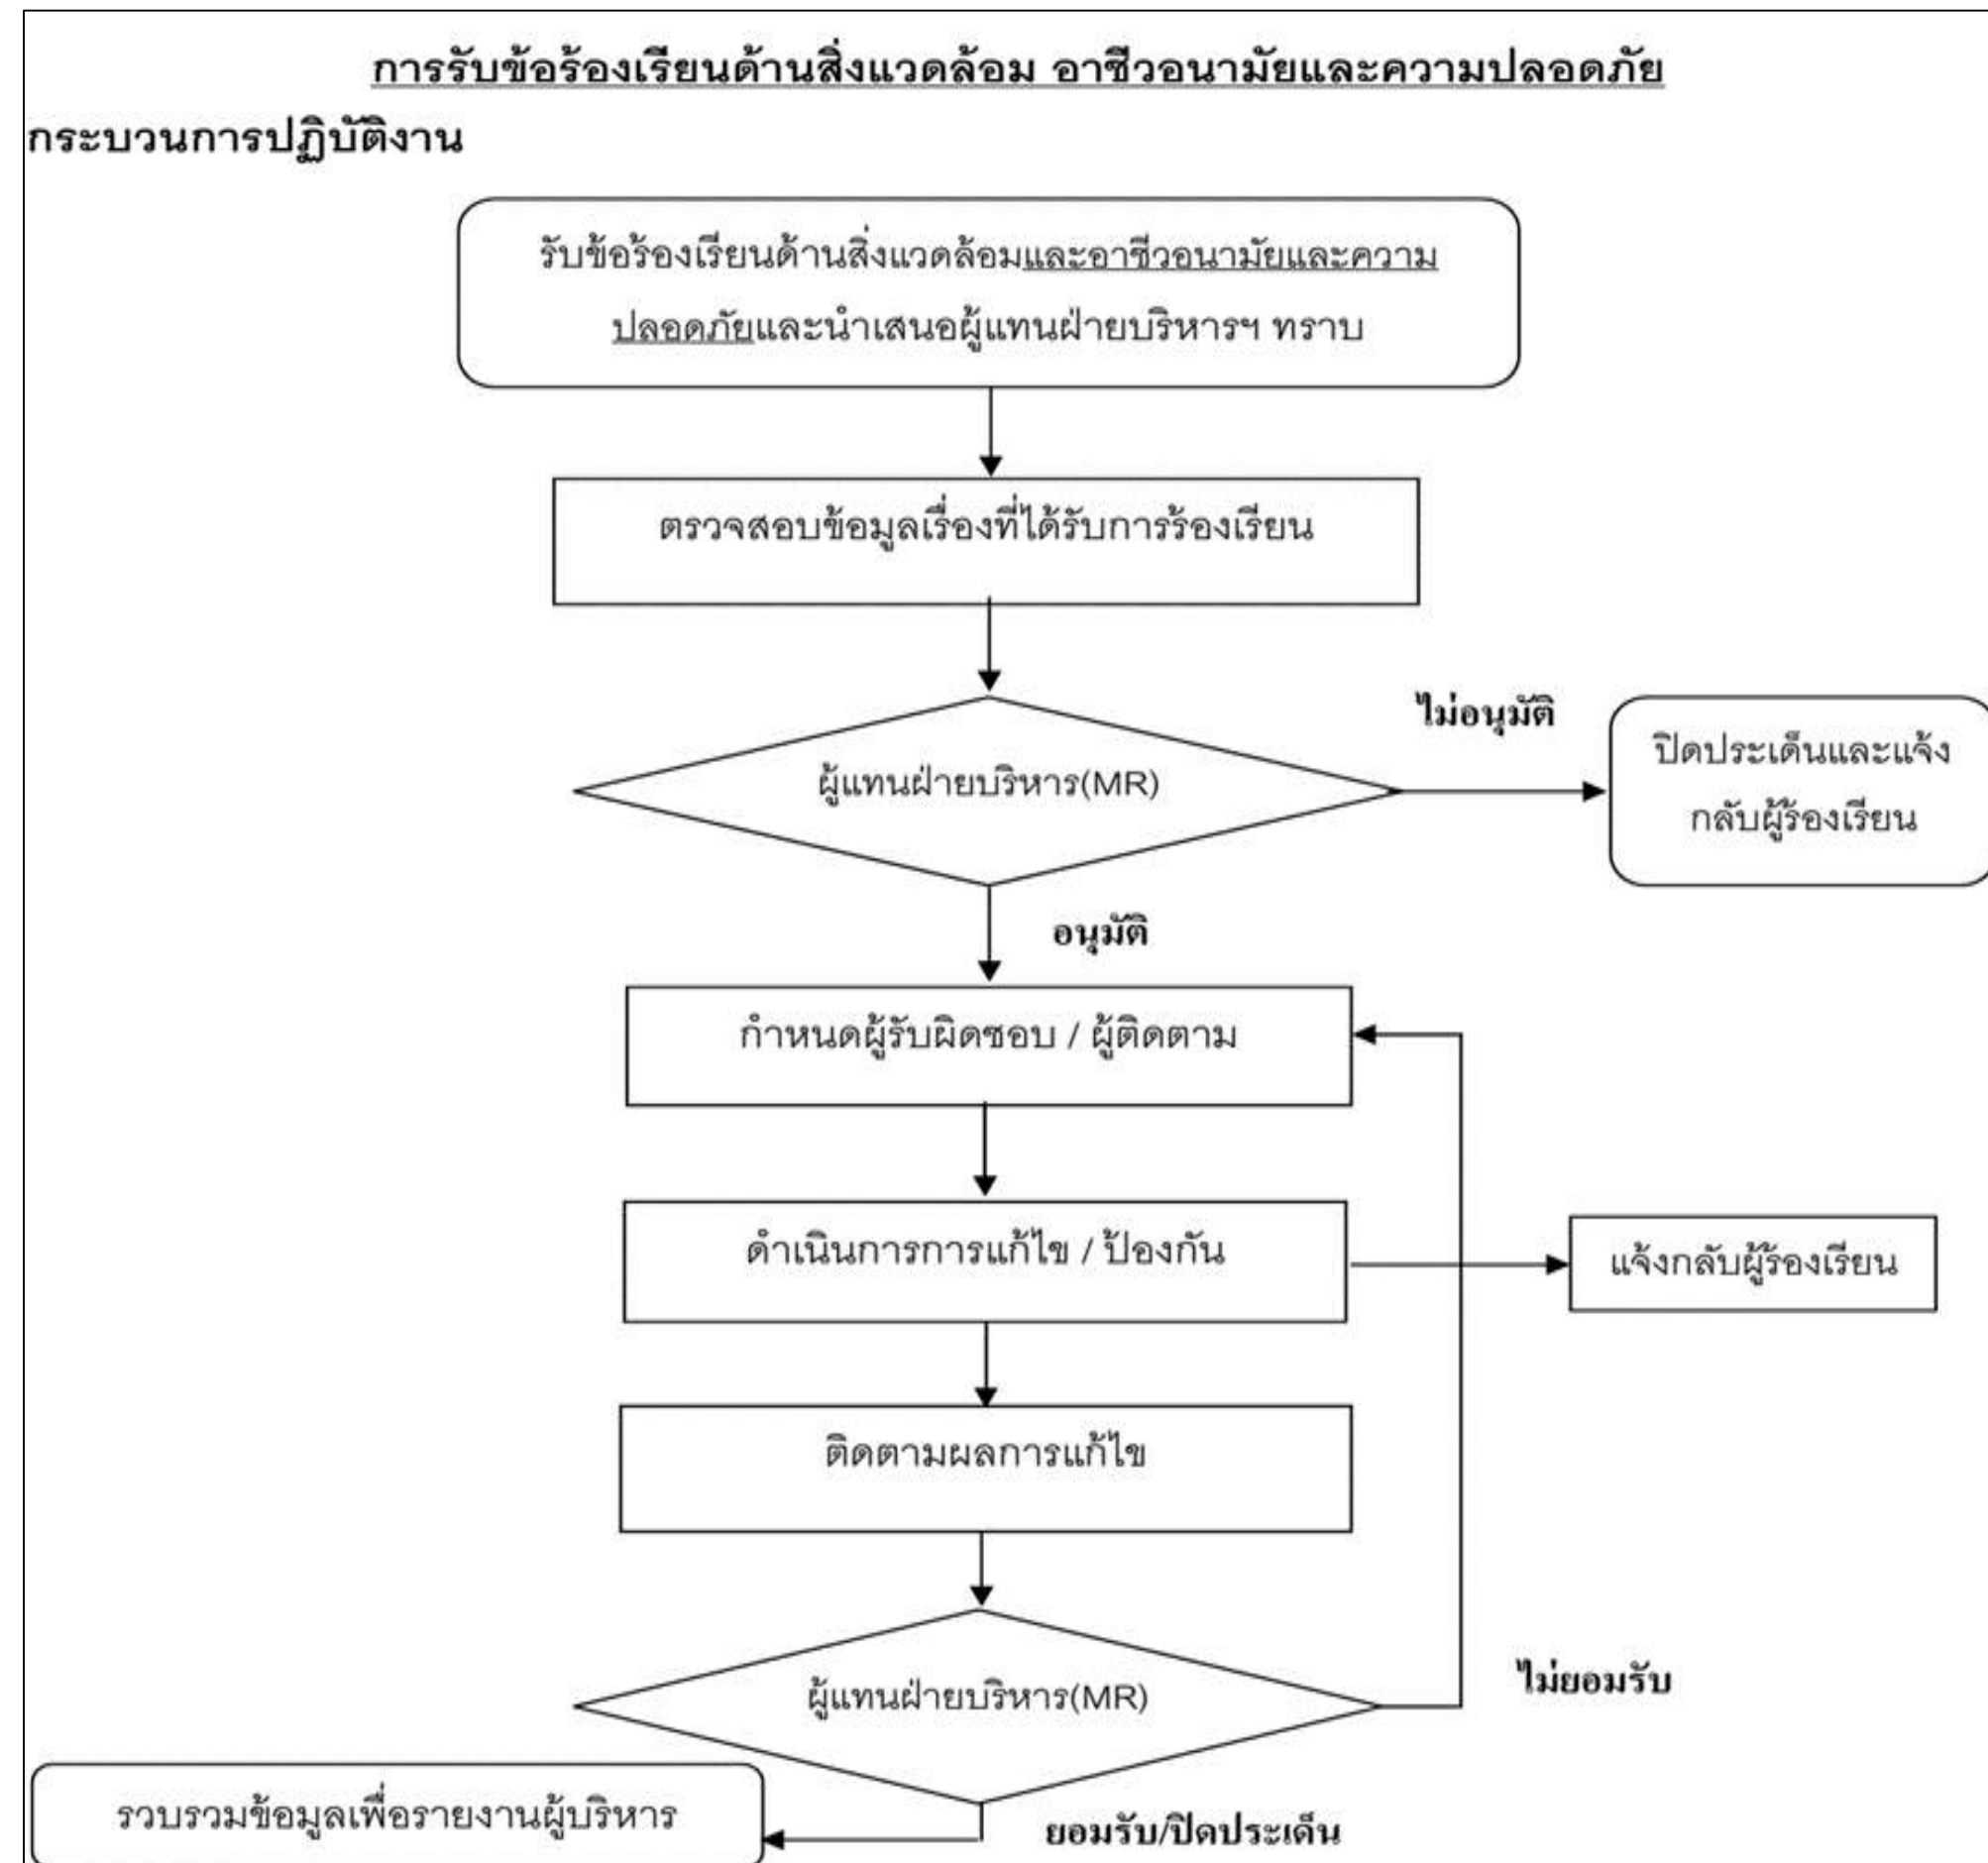 การรับข้อร้องเรียนด้านสิ่งแวดล้อม อาชีวอนามัยและความปลอดภัย
กระบวนการปฏิบัติงาน
รับข้อร้องเรียนด้านสิ่งแวดล้อมและอาชีวอนามัยและความ
ปลอดภัยและนำเสนอผู้แทนฝ่ายบริหารฯ ทราบ
ตรวจสอบข้อมูลเรื่องที่ได้รับการร้องเรียน
ไม่อนุมัติ
ผู้แทนฝ่ายบริหาร(MR)
ปิดประเด็นและแจ้ง
กลับผู้ร้องเรียน
อนุมัติ
กำหนดผู้รับผิดชอบ / ผู้ติดตาม
ดำเนินการการแก้ไข / ป้องกัน
แจ้งกลับผู้ร้องเรียน
ติดตามผลการแก้ไข
ผู้แทนฝ่ายบริหาร(MR)
ไม่ยอมรับ
รวบรวมข้อมูลเพื่อรายงานผู้บริหาร
ยอมรับ/ปิดประเด็น